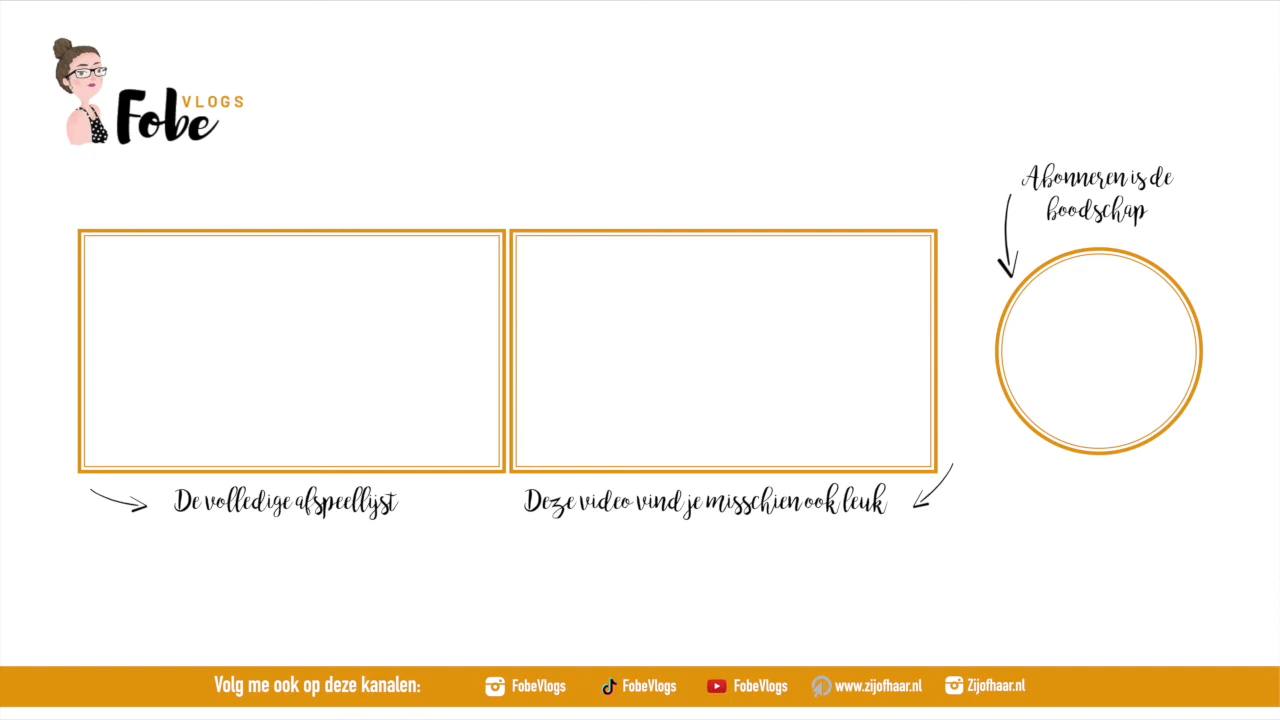 VLOGS
Fobe
Abonneren is de
boodschap
De volledige afspeellijst
Deze video vind je misschien ook leuk
Volg me ook op deze kanalen: FobeVlogs FobeVlogs FobeVlogs www.zijofhaar.nl Zijofhaar.nl